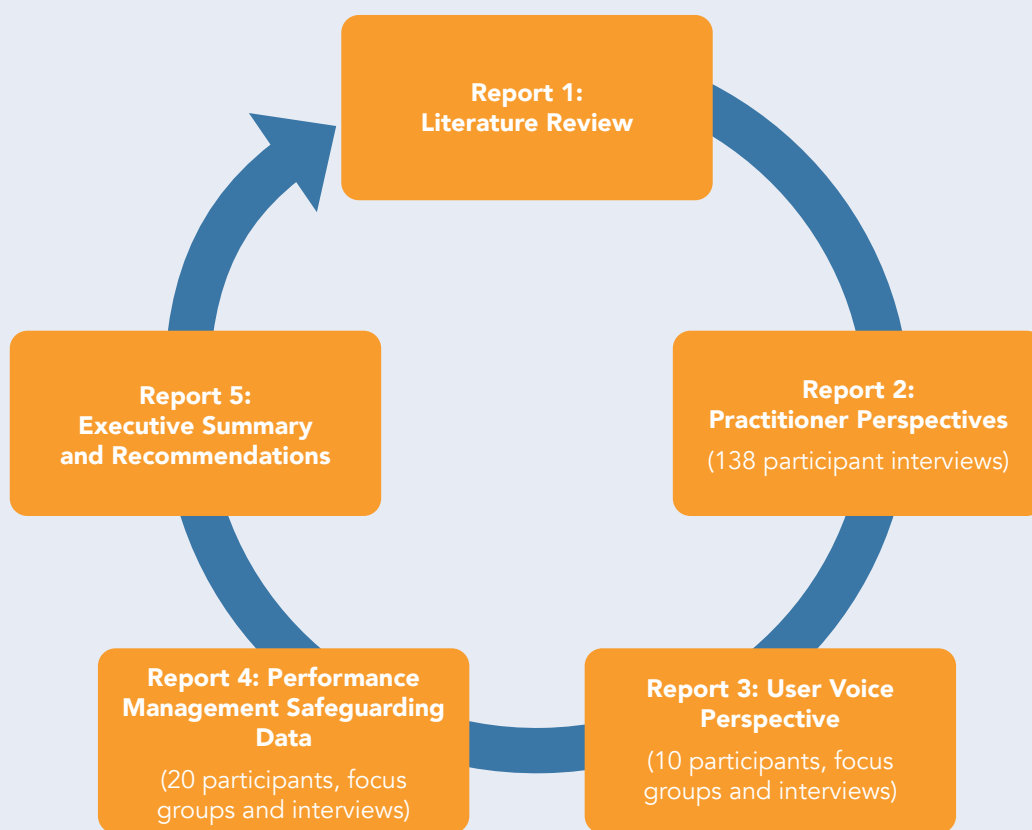 Report 1:
Literature Review
Report 2:
Practitioner Perspectives
(138 participant interviews)
Report 3: User Voice
Perspective
(10 participants, focus
groups and interviews)
Report 4: Performance
Management Safeguarding
Data
(20 participants, focus
groups and interviews)
Report 5:
Executive Summary
and Recommendations